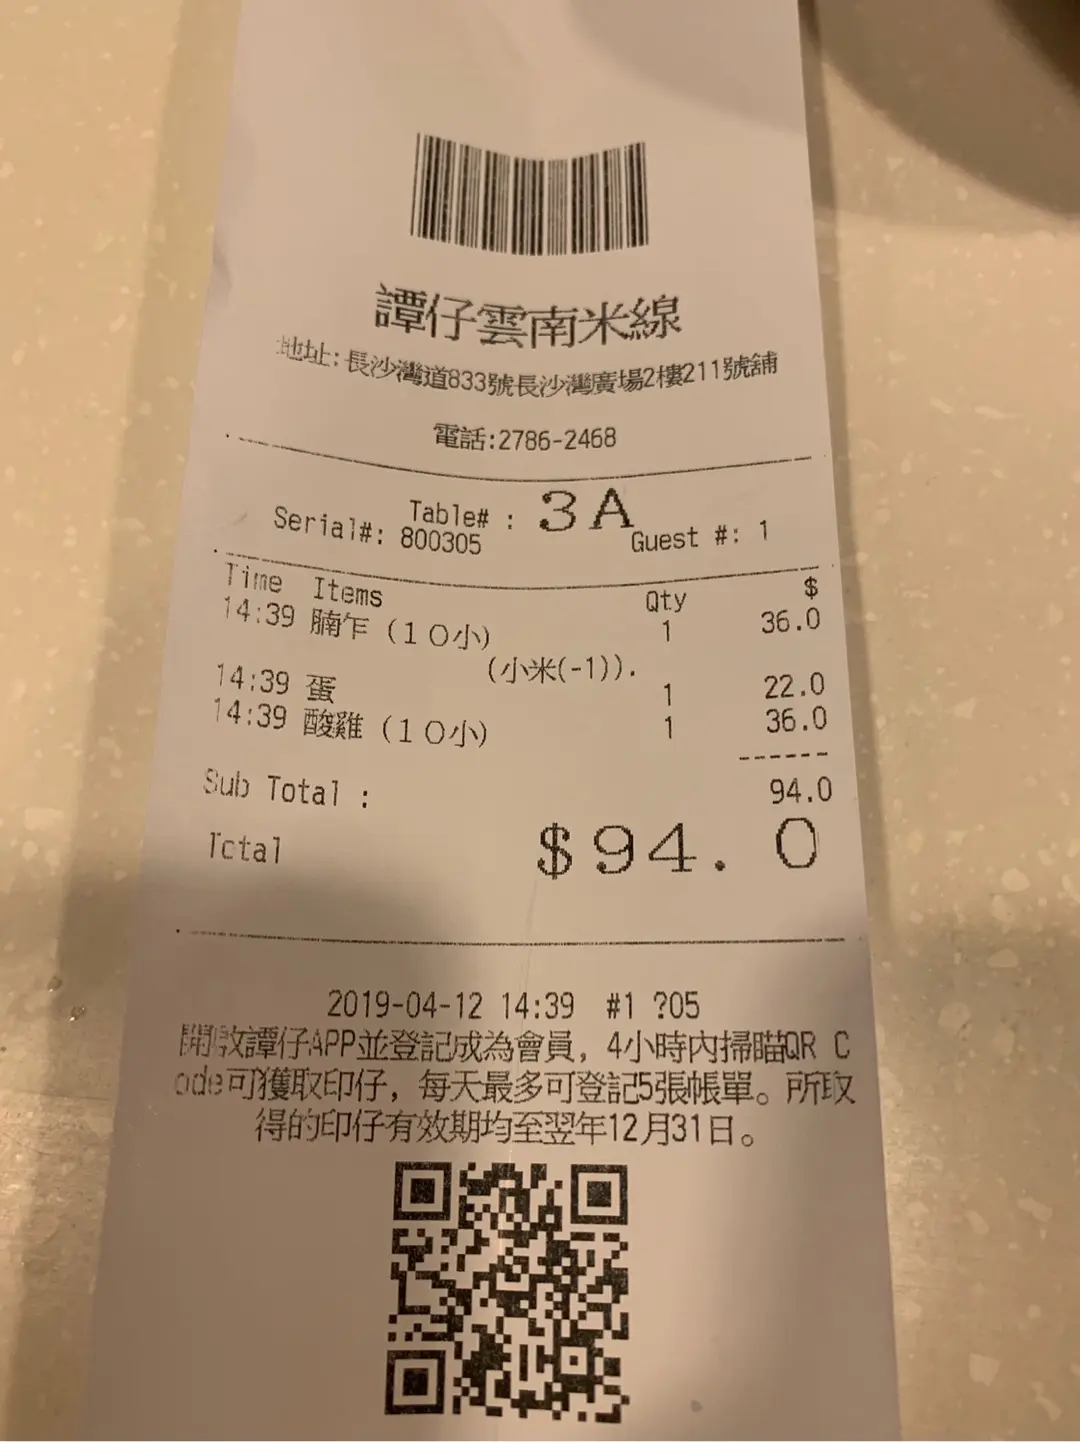 譚仔雲南米線
地址:長沙灣道833號長沙灣廣場2樓211號舖
電話:2786-2468
Table# : 3A
Serial#: 800305 Guest #: 1
Time Items Qty $
14:39 腩乍(10小) 1 36.0
(小米(-1)).
14:39 蛋 1 22.0
14:39 酸雞(10小) 1 36.0
------
Sub Total : 94.0
Total $94.0
2019-04-12 14:39 #1 ?05
開啟譚仔APP並登記成為會員, 4小時內掃瞄QR C
ode可獲取印仔, 每天最多可登記5張帳單。所取
得的印仔有效期均至翌年12月31日。